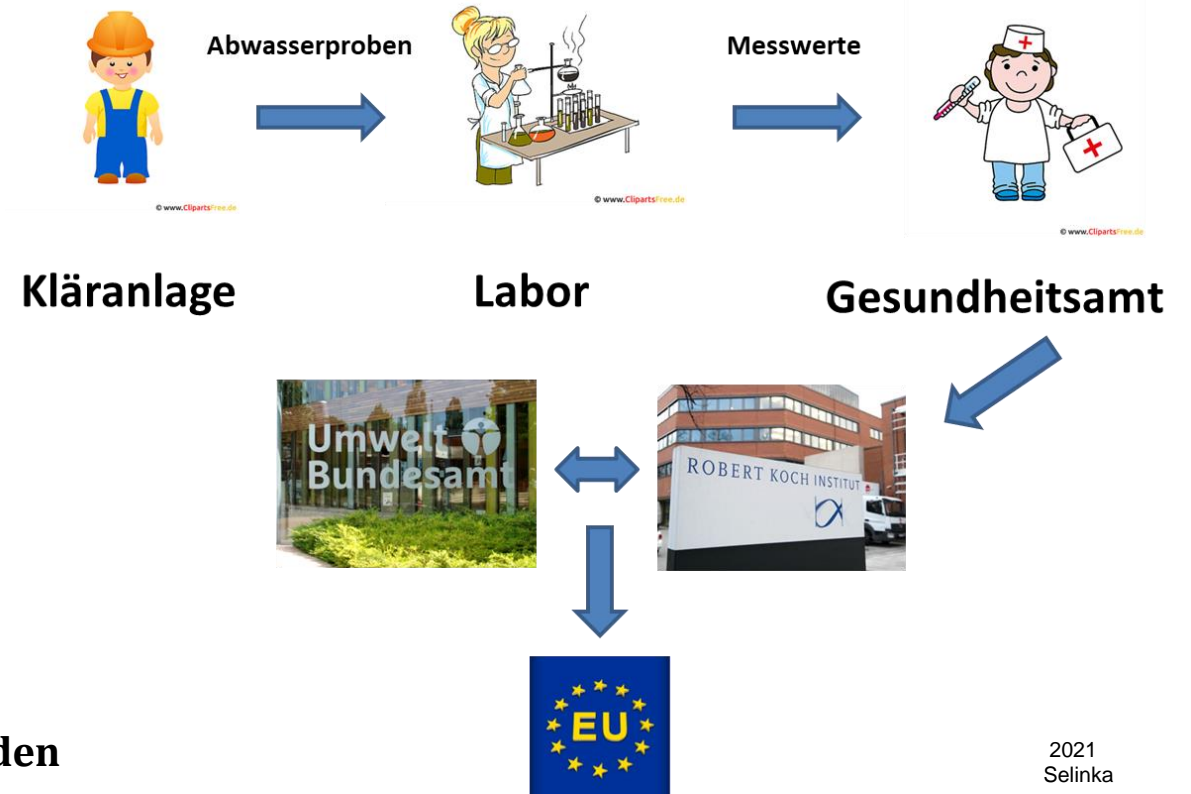 Abwasserproben
Messwerte
© www.ClipartsFree.de
© www.ClipartsFree.de
© www.ClipartsFree.de
Kläranlage
Labor
Gesundheitsamt
Umwelt
Bundesamt
ROBERT KOCH INSTITUT
EU
den
2021
Selinka